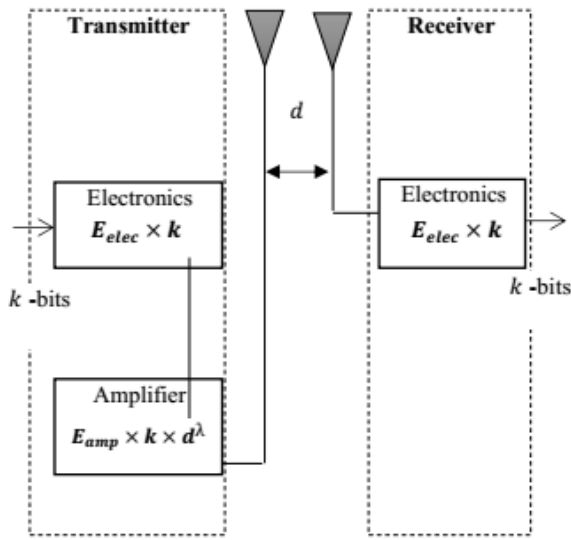 Transmitter
Receiver
d
Electronics
E_elec × k
Electronics
E_elec × k
k -bits
k -bits
Amplifier
E_amp × k × d^λ